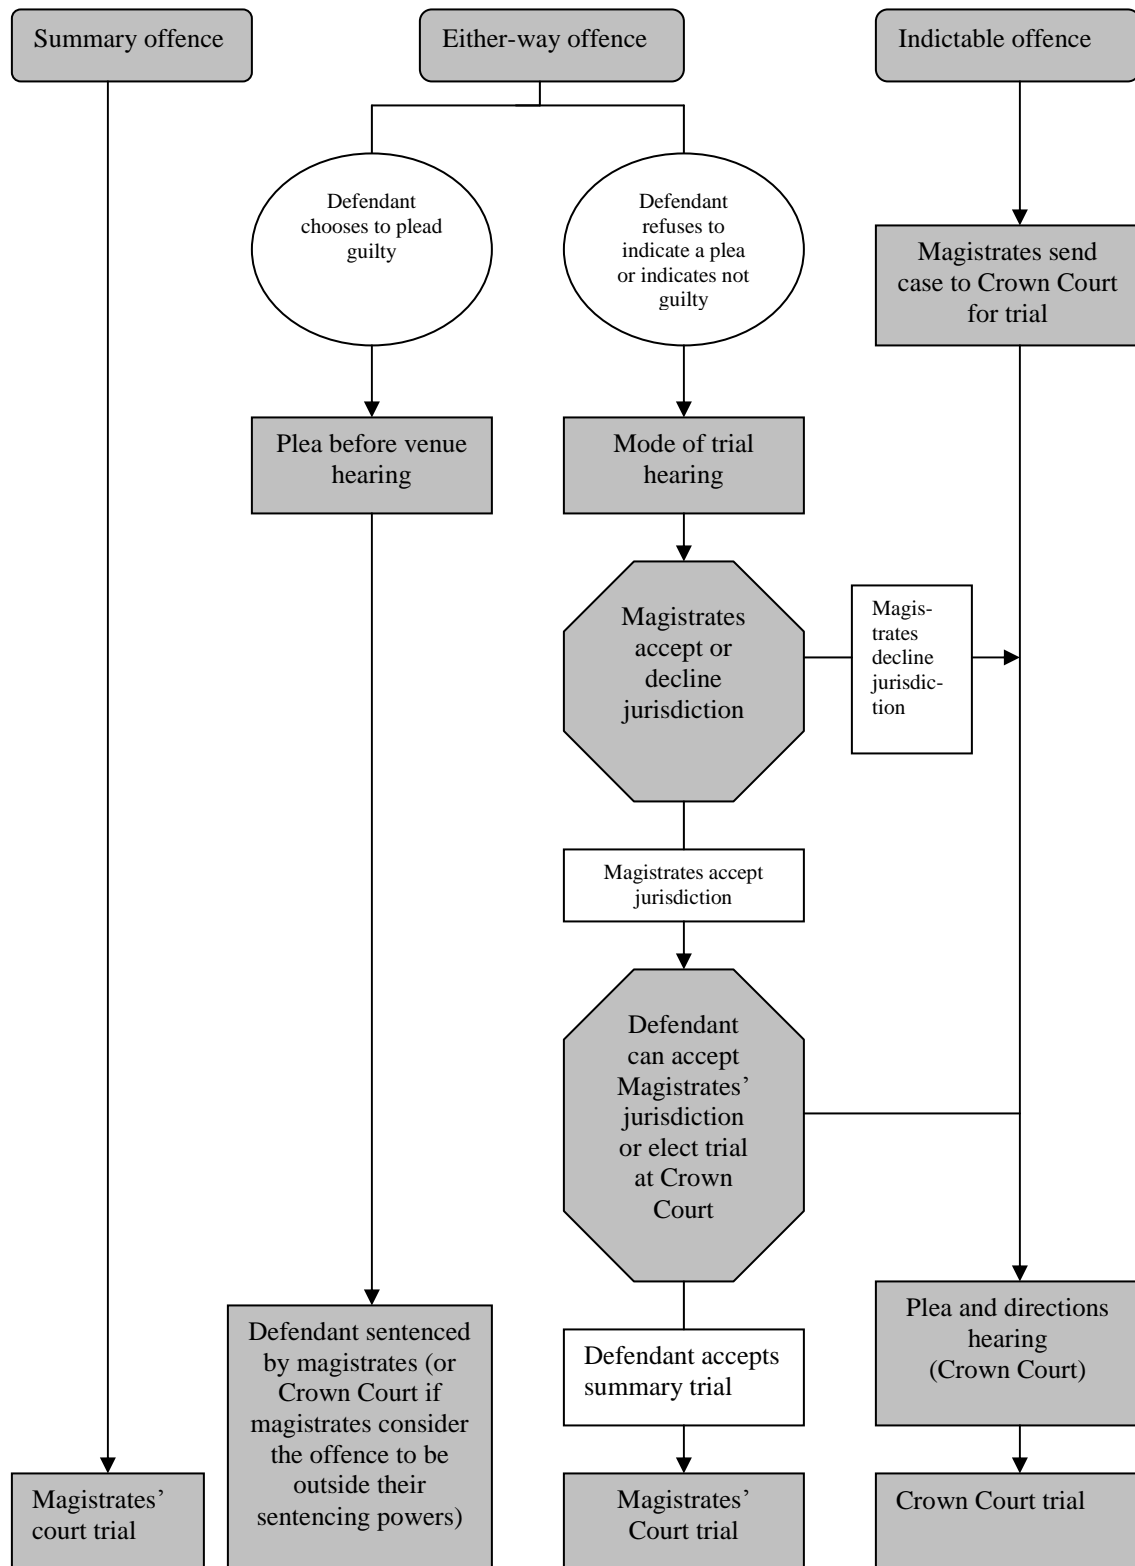 Summary offence
Either-way offence
Indictable offence
Defendant
chooses to plead
guilty
Defendant
refuses to
indicate a plea
or indicates not
guilty
Magistrates send
case to Crown Court
for trial
Plea before venue
hearing
Mode of trial
hearing
Magistrates
accept or
decline
jurisdiction
Magis-
trates
decline
jurisdic-
tion
Magistrates accept
jurisdiction
Defendant
can accept
Magistrates’
jurisdiction
or elect trial
at Crown
Court
Plea and directions
hearing
(Crown Court)
Defendant sentenced
by magistrates (or
Crown Court if
magistrates consider
the offence to be
outside their
sentencing powers)
Defendant accepts
summary trial
Magistrates’
court trial
Magistrates’
Court trial
Crown Court trial